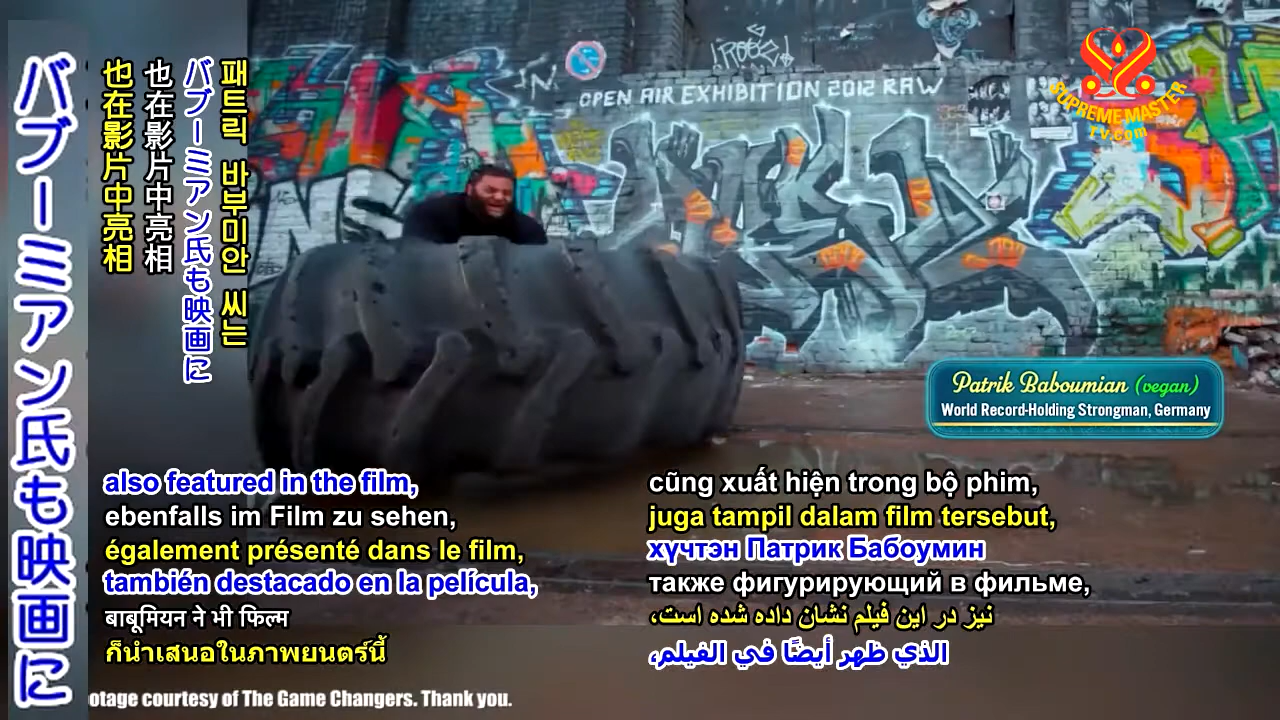 バブーミアン氏も映画に
也在影片中亮相
也在影片中亮相
バブーミアン氏も映画に
패트릭 바부미안 씨는
OPEN AIR EXHIBITION 2012 RAW
SUPREME MASTER
TV.com
Patrik Baboumian (vegan)
World Record-Holding Strongman, Germany
also featured in the film,
ebenfalls im Film zu sehen,
également présenté dans le film,
también destacado en la película,
बाबूमियन ने भी फिल्म
ก็นำเสนอในภาพยนตร์นี้
cũng xuất hiện trong bộ phim,
juga tampil dalam film tersebut,
хүчтэн Патрик Бабоумин
также фигурирующий в фильме,
نیز در این فیلم نشان داده شده است،
الذي ظهر أيضًا في الفيلم،
ootage courtesy of The Game Changers. Thank you.